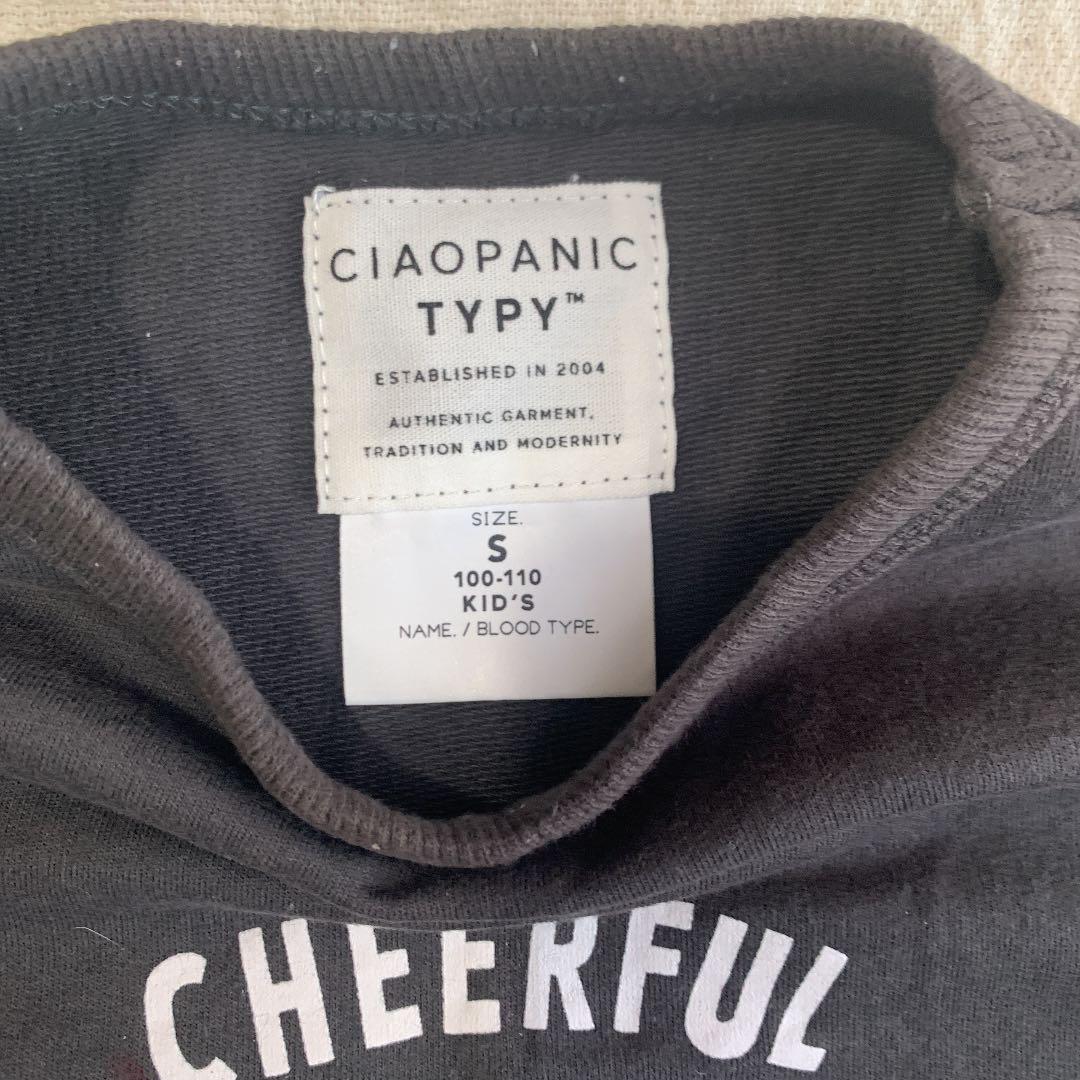 CIAOPANIC
TYPY™
ESTABLISHED IN 2004
AUTHENTIC GARMENT,
TRADITION AND MODERNITY
SIZE.
S
100-110
KID'S
NAME. / BLOOD TYPE.
CHEERFUL